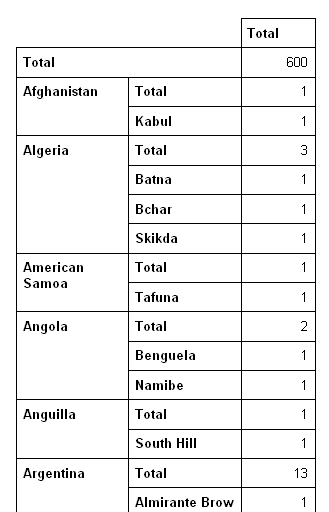 Total
Total 600
Afghanistan Total 1
Kabul 1
Algeria Total 3
Batna 1
Bchar 1
Skikda 1
American Samoa Total 1
Tafuna 1
Angola Total 2
Benguela 1
Namibe 1
Anguilla Total 1
South Hill 1
Argentina Total 13
Almirante Brow 1